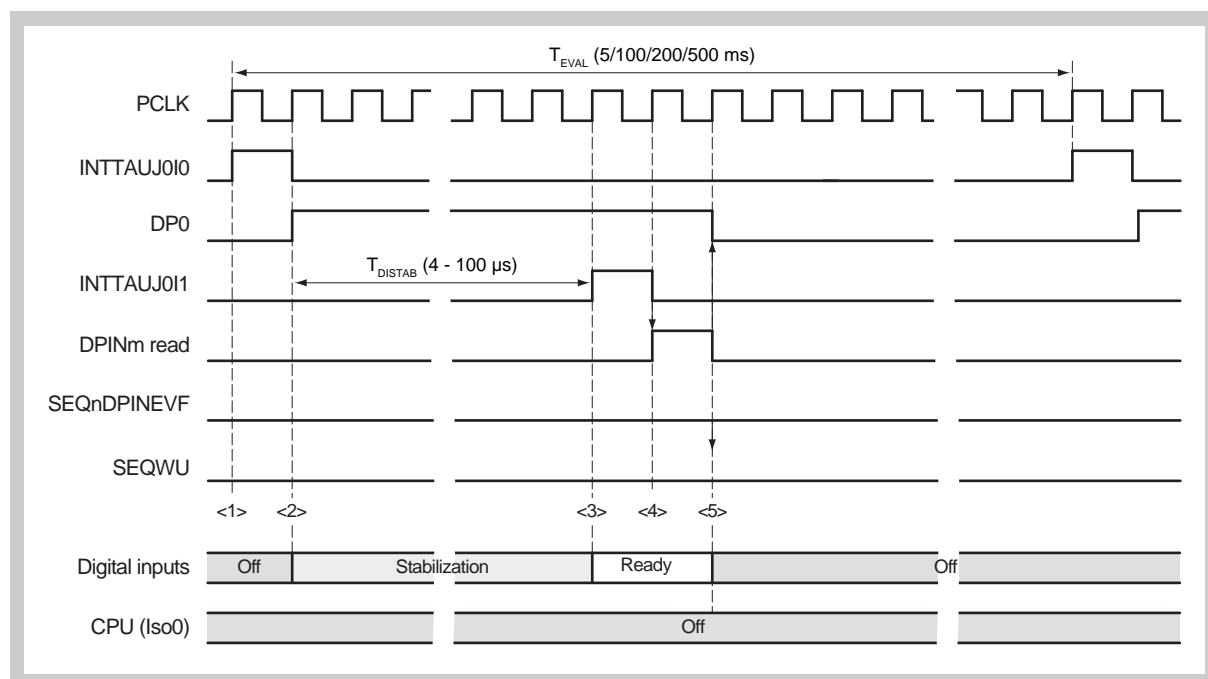 T_EVAL (5/100/200/500 ms)
PCLK
INTTAUJ0I0
DP0
T_DISTAB (4 - 100 μs)
INTTAUJ0I1
DPINm read
SEQnDPINEVF
SEQWU
<1> <2> <3> <4> <5>
Digital inputs Off Stabilization Ready Off
CPU (Iso0) Off